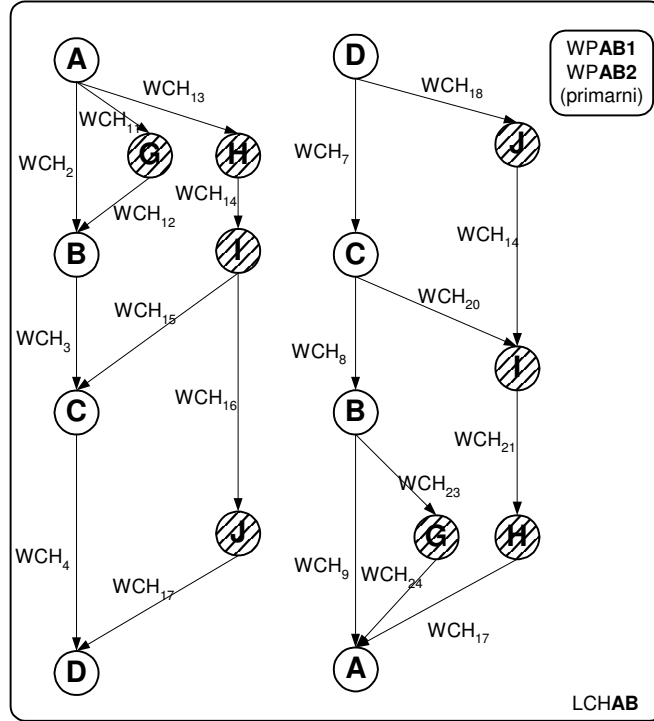 A
D
WPAB1
WPAB2
(primarni)
WCH13
WCH18
WCH11
G
H
J
WCH2
WCH7
WCH14
WCH12
WCH14
B
I
C
WCH20
WCH15
WCH3
WCH8
I
C
B
WCH16
WCH21
WCH23
J
G
H
WCH4
WCH9
WCH24
WCH17
WCH17
D
A
LCHAB